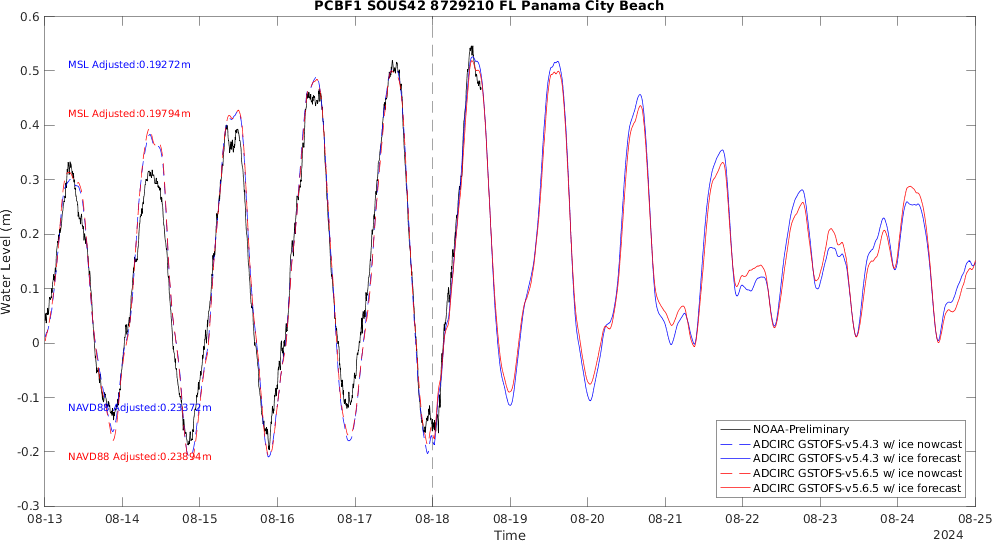 PCBF1 SOUS42 8729210 FL Panama City Beach
0.6
0.5
0.4
0.3
0.2
0.1
0
-0.1
-0.2
-0.3
Water Level (m)
MSL Adjusted:0.19272m
MSL Adjusted:0.19794m
NAVD88 Adjusted:0.23372m
NAVD88 Adjusted:0.23894m
NOAA-Preliminary
ADCIRC GSTOFS-v5.4.3 w/ ice nowcast
ADCIRC GSTOFS-v5.4.3 w/ ice forecast
ADCIRC GSTOFS-v5.6.5 w/ ice nowcast
ADCIRC GSTOFS-v5.6.5 w/ ice forecast
08-13 08-14 08-15 08-16 08-17 08-18 08-19 08-20 08-21 08-22 08-23 08-24 08-25
Time
2024